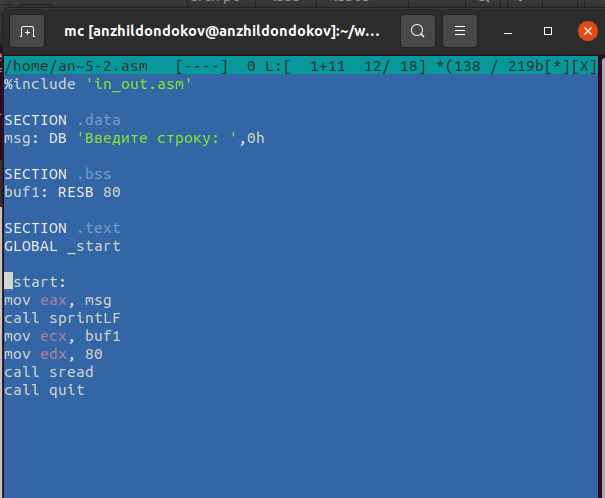 mc [anzhildondokov@anzhildondokov]:~/w...
/home/an~5-2.asm   [----]  0 L:[  1+11  12/ 18] *(138 / 219b[*][X]
%include 'in_out.asm'
SECTION .data
msg: DB 'Введите строку: ',0h
SECTION .bss
buf1: RESB 80
SECTION .text
GLOBAL _start
start:
mov eax, msg
call sprintLF
mov ecx, buf1
mov edx, 80
call sread
call quit